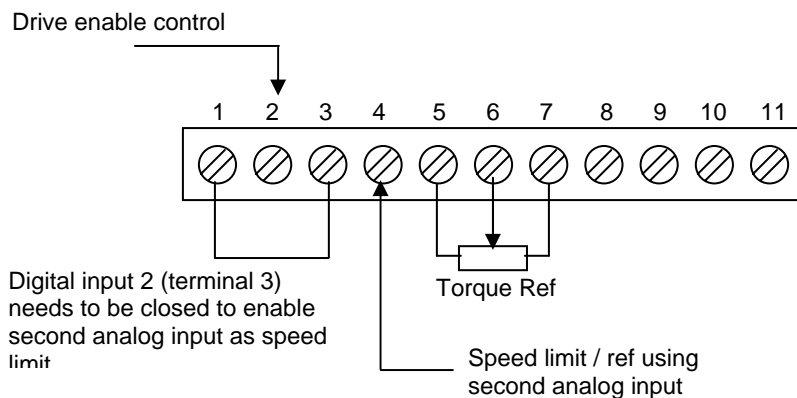 Drive enable control
1 2 3 4 5 6 7 8 9 10 11
Digital input 2 (terminal 3)
needs to be closed to enable
second analog input as speed
limit
Torque Ref
Speed limit / ref using
second analog input